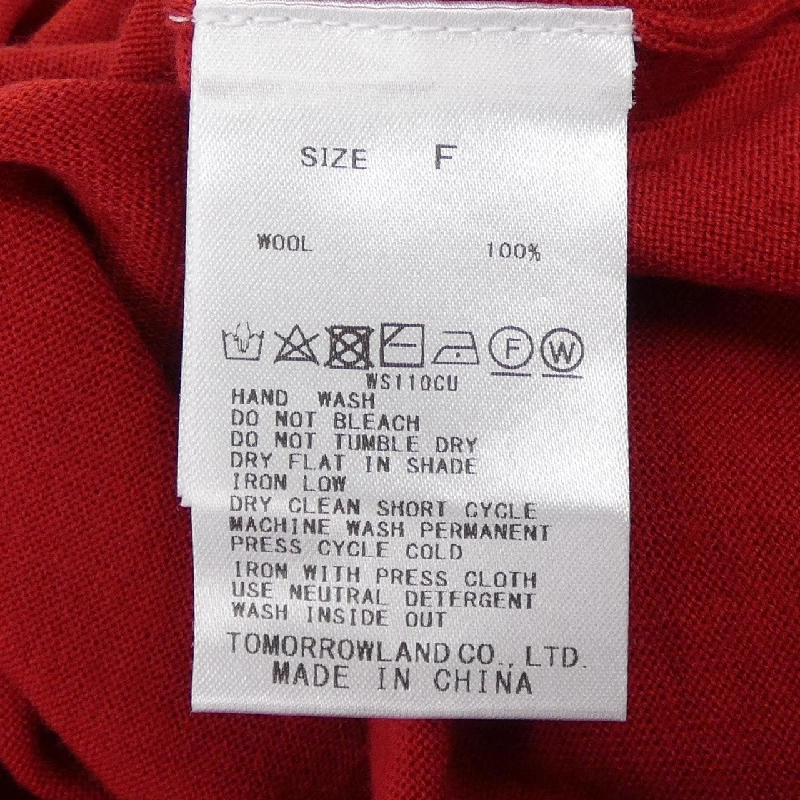 SIZE F
WOOL 100%
F W
WS110CU
HAND WASH
DO NOT BLEACH
DO NOT TUMBLE DRY
DRY FLAT IN SHADE
IRON LOW
DRY CLEAN SHORT CYCLE
MACHINE WASH PERMANENT
PRESS CYCLE COLD
IRON WITH PRESS CLOTH
USE NEUTRAL DETERGENT
WASH INSIDE OUT
TOMORROWLAND CO., LTD.
MADE IN CHINA